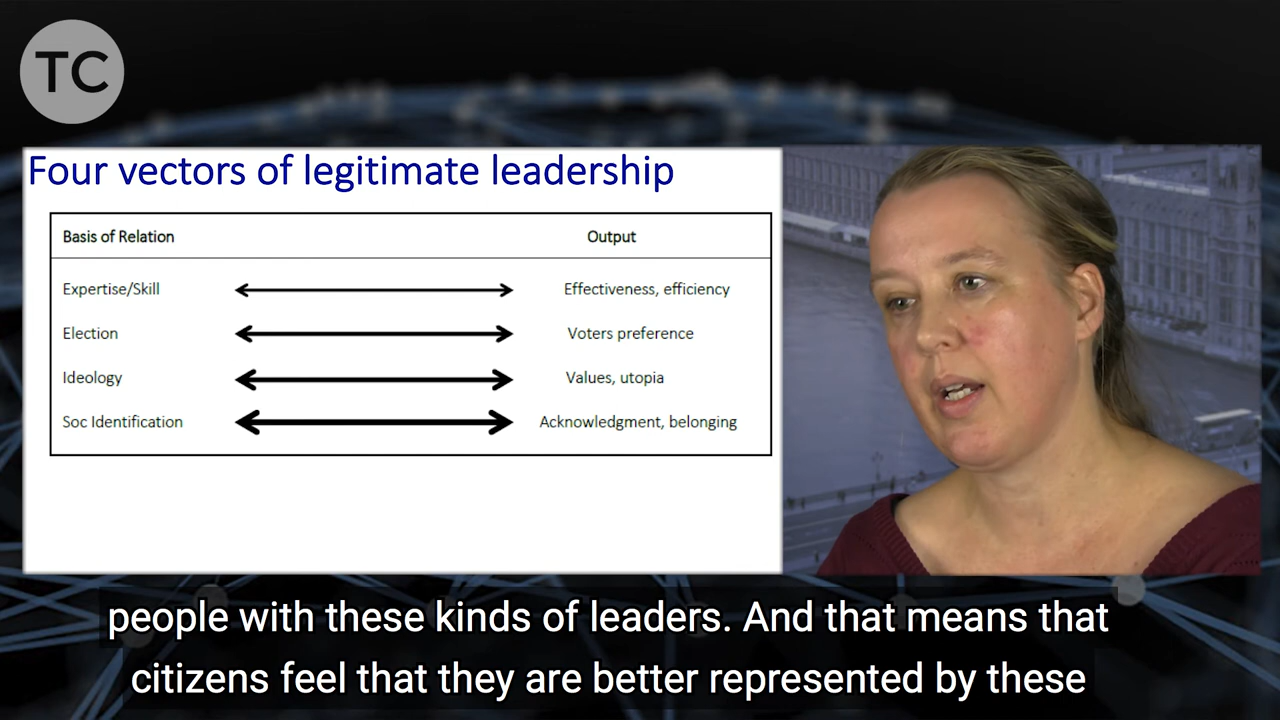 TC
Four vectors of legitimate leadership
Basis of Relation Output
Expertise/Skill Effectiveness, efficiency
Election Voters preference
Ideology Values, utopia
Soc Identification Acknowledgment, belonging
people with these kinds of leaders. And that means that
citizens feel that they are better represented by these